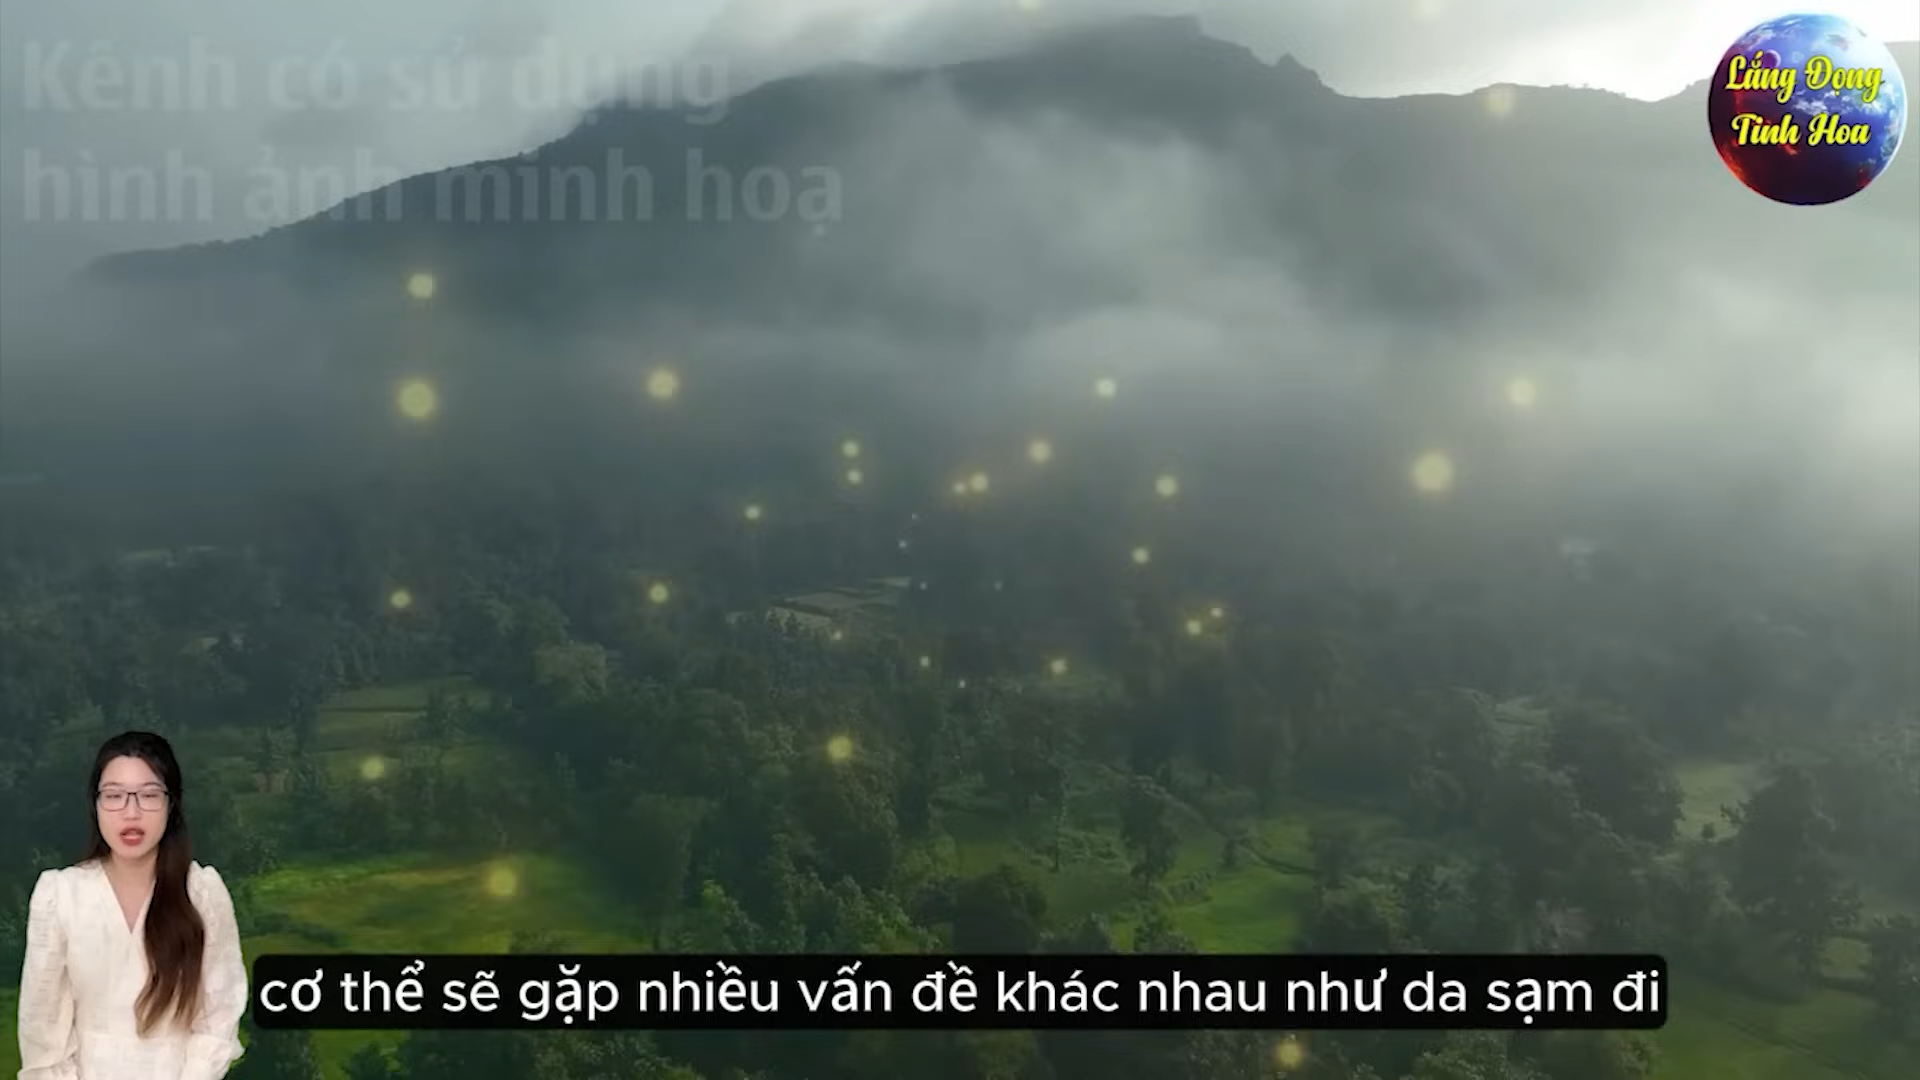 Kênh có sử dụng
hình ảnh minh hoạ
Lắng Đọng
Tinh Hoa
cơ thể sẽ gặp nhiều vấn đề khác nhau như da sạm đi